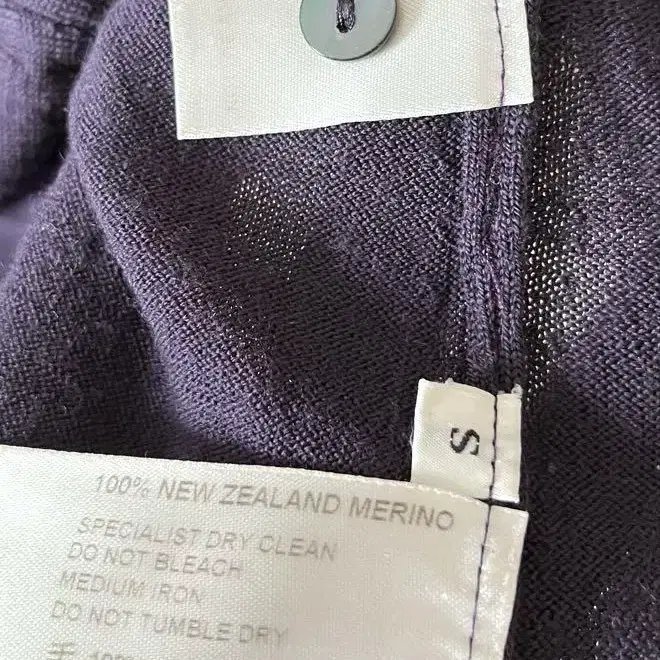 S
100% NEW ZEALAND MERINO
SPECIALIST DRY CLEAN
DO NOT BLEACH
MEDIUM IRON
DO NOT TUMBLE DRY